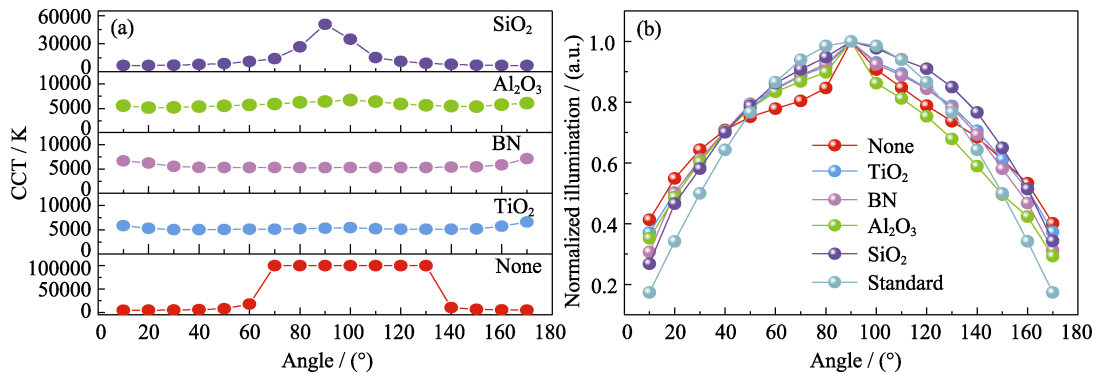 (a)
SiO₂
60000
30000
0
Al₂O₃
10000
5000
0
BN
10000
5000
0
TiO₂
10000
5000
0
None
100000
50000
0
CCT / K
0 20 40 60 80 100 120 140 160 180
Angle / (°)
(b)
1.0
0.8
0.6
0.4
0.2
Normalized illumination / (a.u.)
None
TiO₂
BN
Al₂O₃
SiO₂
Standard
0 20 40 60 80 100 120 140 160 180
Angle / (°)